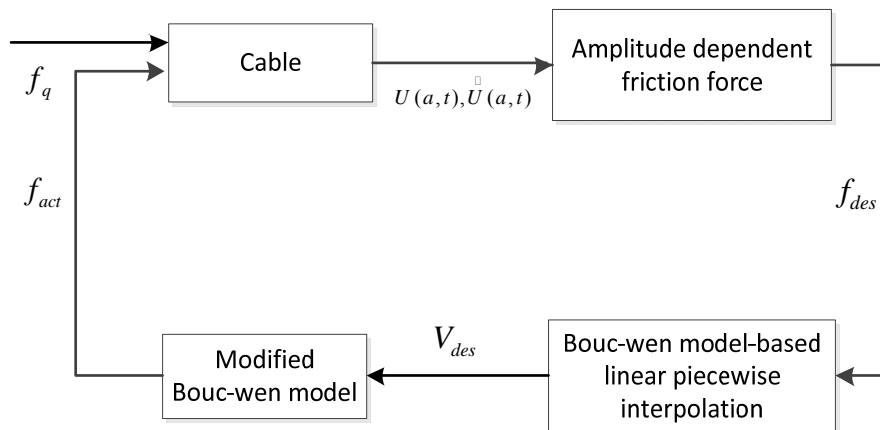 Cable
Amplitude dependent
friction force
f_q
U(a,t),U̇(a,t)
f_act
f_des
V_des
Modified
Bouc-wen model
Bouc-wen model-based
linear piecewise
interpolation